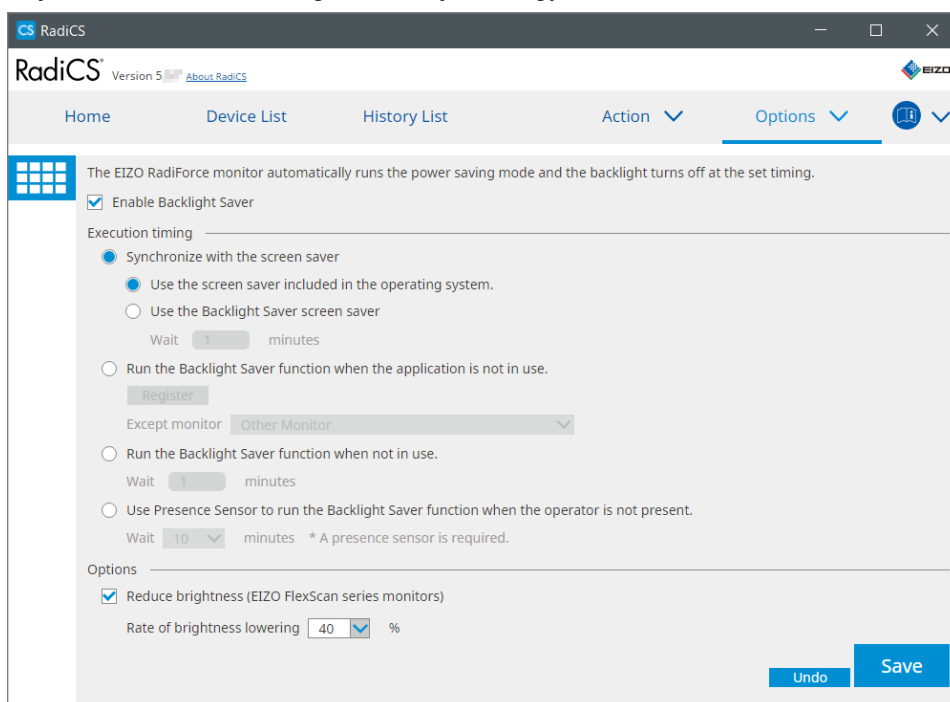 CS RadiCS
RadiCS Version 5 About RadiCS
EIZO
Home Device List History List Action Options
The EIZO RadiForce monitor automatically runs the power saving mode and the backlight turns off at the set timing.
Enable Backlight Saver
Execution timing
Synchronize with the screen saver
Use the screen saver included in the operating system.
Use the Backlight Saver screen saver
Wait 1 minutes
Run the Backlight Saver function when the application is not in use.
Register
Except monitor Other Monitor
Run the Backlight Saver function when not in use.
Wait 1 minutes
Use Presence Sensor to run the Backlight Saver function when the operator is not present.
Wait 10 minutes * A presence sensor is required.
Options
Reduce brightness (EIZO FlexScan series monitors)
Rate of brightness lowering 40 %
Undo Save